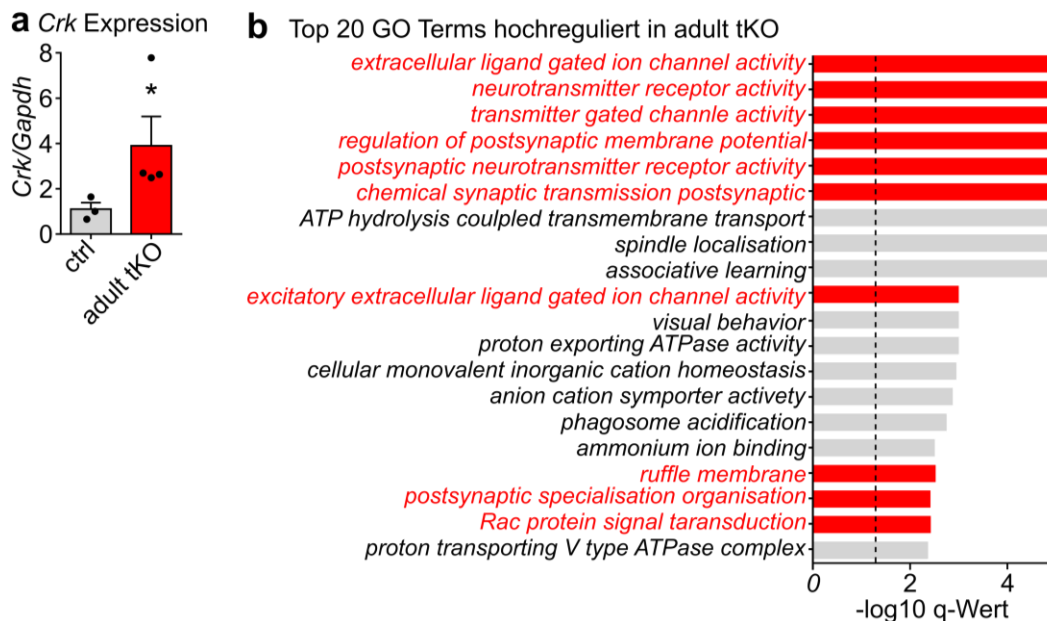 a Crk Expression
Crk/Gapdh
8
6
4
2
0
*
ctrl
adult tKO
b Top 20 GO Terms hochreguliert in adult tKO
extracellular ligand gated ion channel activity
neurotransmitter receptor activity
transmitter gated channle activity
regulation of postsynaptic membrane potential
postsynaptic neurotransmitter receptor activity
chemical synaptic transmission postsynaptic
ATP hydrolysis coulpled transmembrane transport
spindle localisation
associative learning
excitatory extracellular ligand gated ion channel activity
visual behavior
proton exporting ATPase activity
cellular monovalent inorganic cation homeostasis
anion cation symporter activety
phagosome acidification
ammonium ion binding
ruffle membrane
postsynaptic specialisation organisation
Rac protein signal taransduction
proton transporting V type ATPase complex
0 2 4
-log10 q-Wert